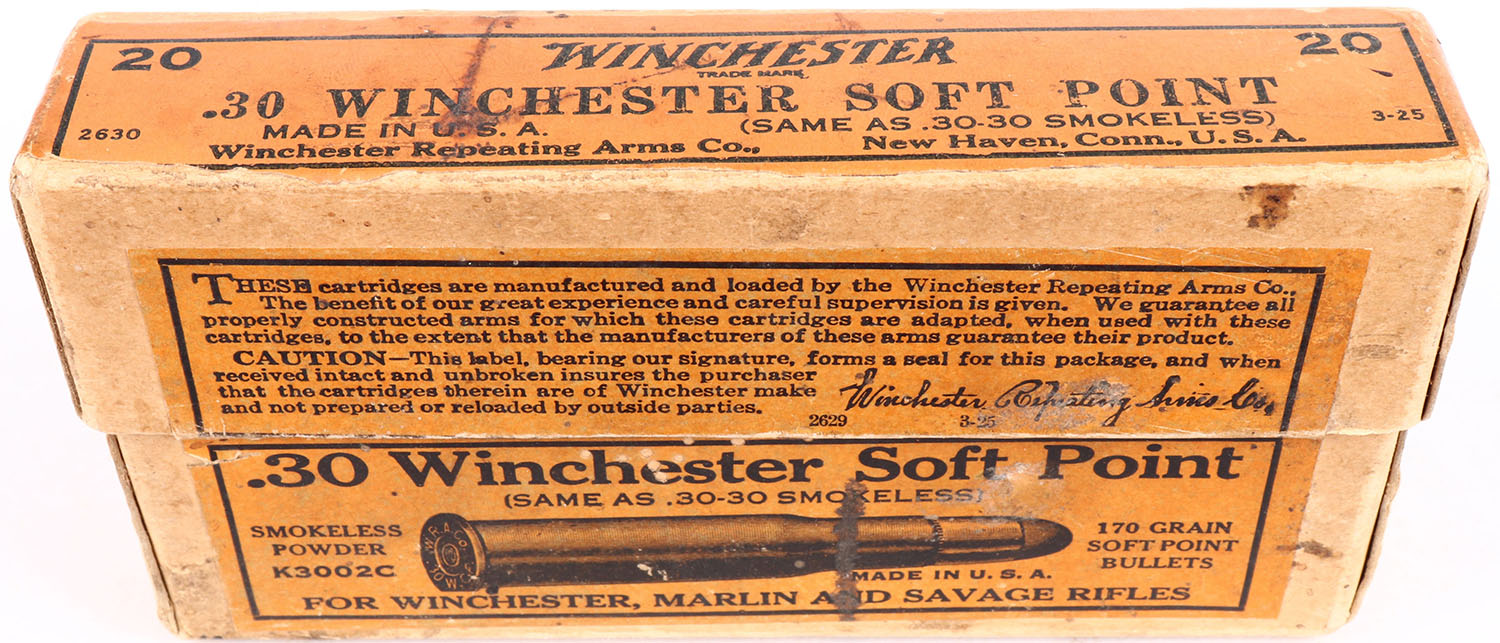 20 WINCHESTER 20
TRADE MARK
.30 WINCHESTER SOFT POINT
2630 MADE IN U.S.A. (SAME AS .30-30 SMOKELESS) 3-25
Winchester Repeating Arms Co., New Haven, Conn., U.S.A.
THESE cartridges are manufactured and loaded by the Winchester Repeating Arms Co.,
The benefit of our great experience and careful supervision is given. We guarantee all
properly constructed arms for which these cartridges are adapted, when used with these
cartridges, to the extent that the manufacturers of these arms guarantee their product.
CAUTION—This label, bearing our signature, forms a seal for this package, and when
received intact and unbroken insures the purchaser
that the cartridges therein are of Winchester make
and not prepared or reloaded by outside parties.
Winchester Repeating Arms Co.
2629 3-25
.30 Winchester Soft Point
(SAME AS .30-30 SMOKELESS)
SMOKELESS
POWDER
K3002C
W.R.A.Co.
30 W.C.F.
170 GRAIN
SOFT POINT
BULLETS
MADE IN U.S.A.
FOR WINCHESTER, MARLIN AND SAVAGE RIFLES